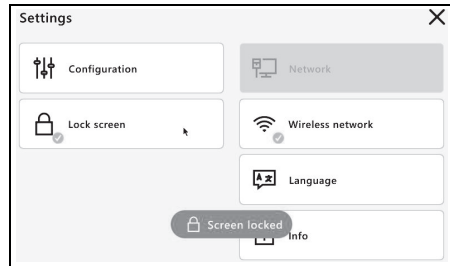 Settings
Configuration
Network
Lock screen
Wireless network
Language
Screen locked
Info